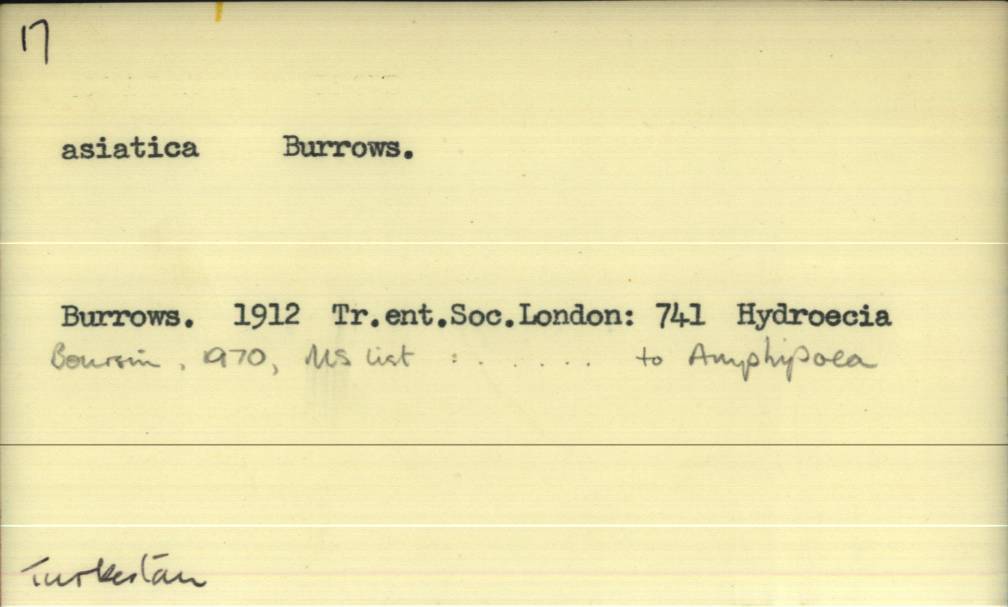 17
asiatica Burrows.
Burrows. 1912 Tr.ent.Soc.London: 741 Hydroecia
Boursin, 1970, MS list : . . . . . . to Amphipoea
Turkestan